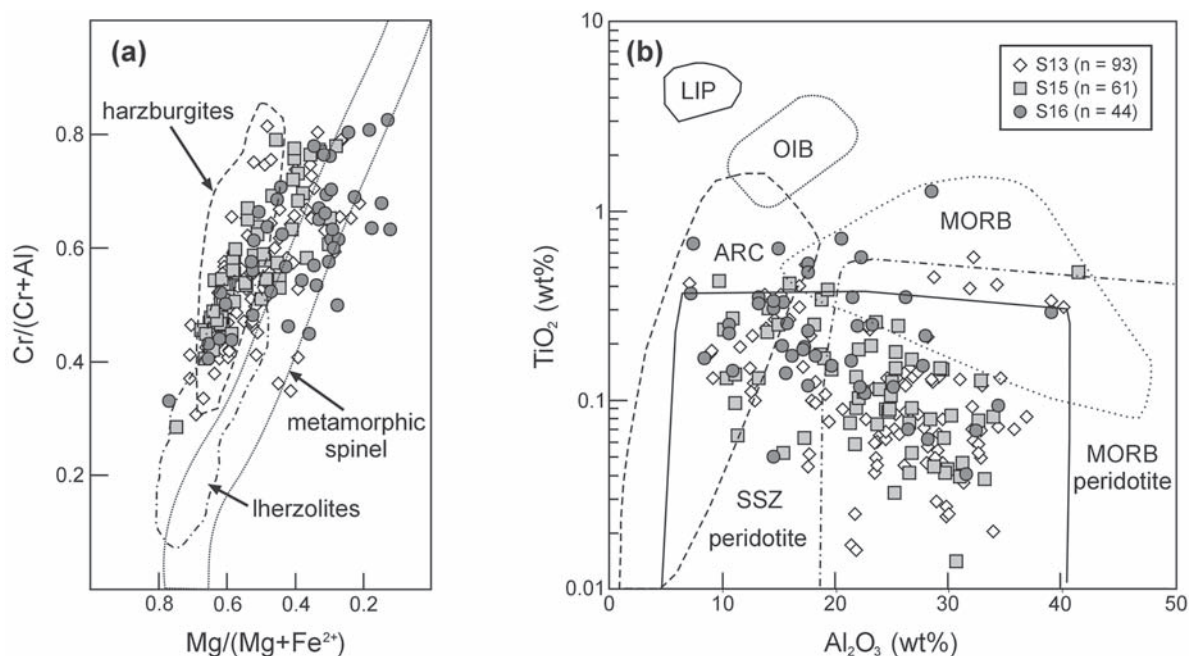 (a)
harzburgites
metamorphic
spinel
lherzolites
Cr/(Cr+Al)
0.8
0.6
0.4
0.2
0.8
0.6
0.4
0.2
Mg/(Mg+Fe²⁺)
(b)
LIP
OIB
ARC
MORB
SSZ
peridotite
MORB
peridotite
S13 (n = 93)
S15 (n = 61)
S16 (n = 44)
TiO₂ (wt%)
10
1
0.1
0.01
0
10
20
30
40
50
Al₂O₃ (wt%)